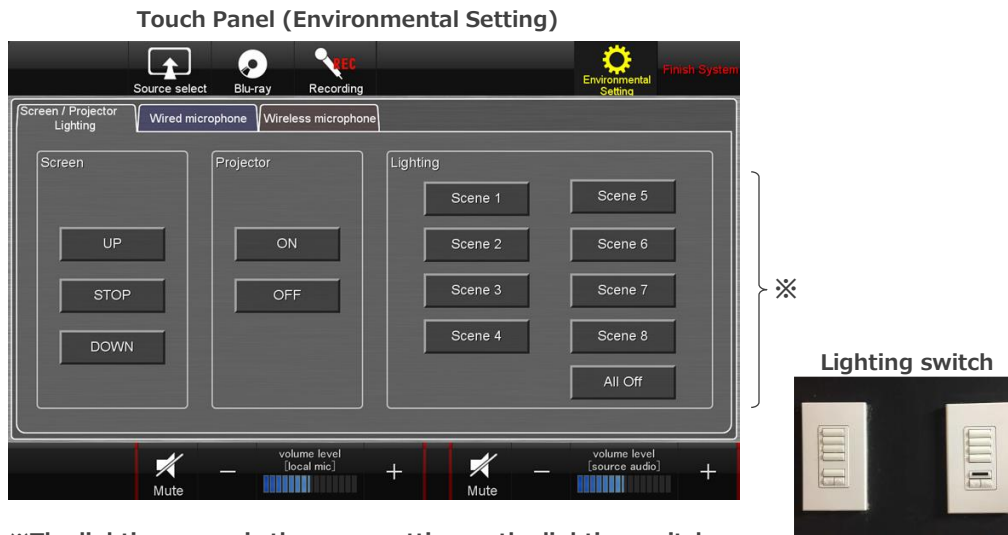 Touch Panel (Environmental Setting)
Source select
Blu-ray
REC
Recording
Environmental
Setting
Finish System
Screen / Projector
Lighting
Wired microphone
Wireless microphone
Screen
UP
STOP
DOWN
Projector
ON
OFF
Lighting
Scene 1
Scene 2
Scene 3
Scene 4
Scene 5
Scene 6
Scene 7
Scene 8
All Off
※
Lighting switch
Mute
−
volume level
[local mic]
+
Mute
−
volume level
[source audio]
+